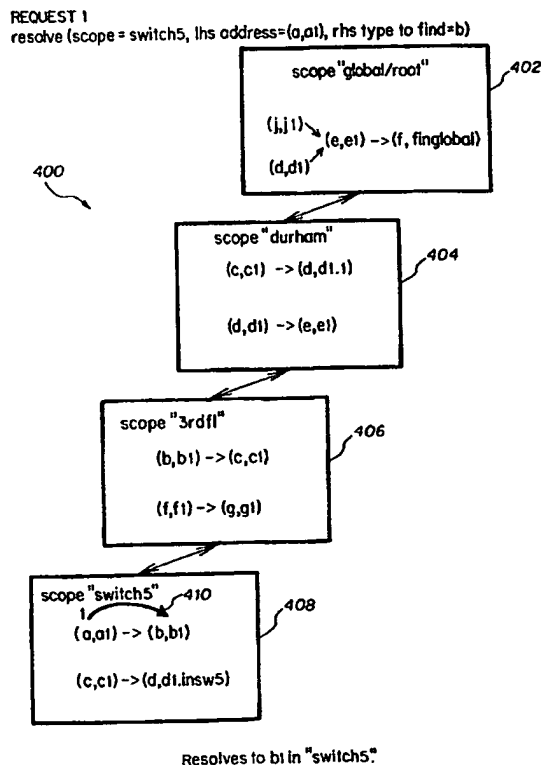 REQUEST 1
resolve (scope = switch5, lhs address=(a,a1), rhs type to find=b)
402
scope "global/root"
(j,j1)
(e,e1) -> (f, finglobal)
(d,d1)
400
404
scope "durham"
(c,c1) -> (d,d1.1)
(d,d1) -> (e,e1)
406
scope "3rdfl"
(b,b1) -> (c,c1)
(f,f1) -> (g,g1)
408
scope "switch5"
410
1
(a,a1) -> (b,b1)
(c,c1) -> (d,d1.insw5)
Resolves to b1 in "switch5".